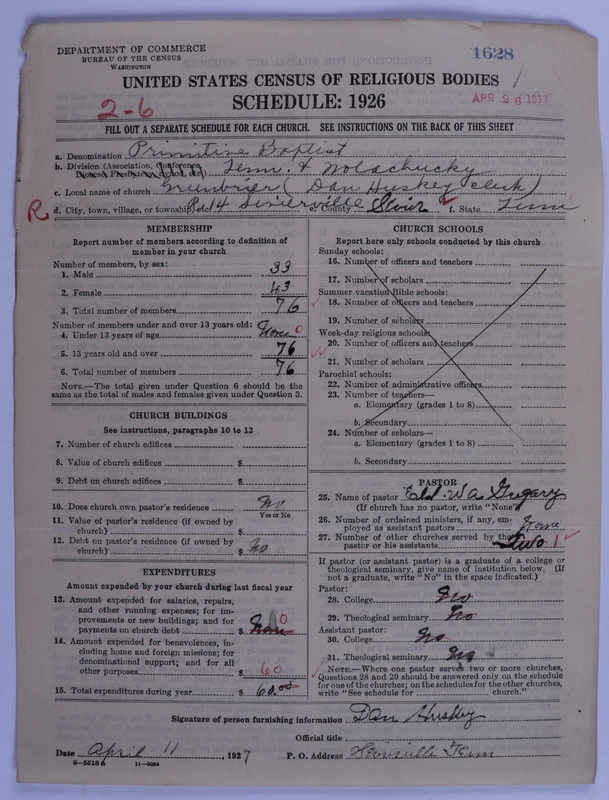 DEPARTMENT OF COMMERCE
BUREAU OF THE CENSUS
WASHINGTON
1628
UNITED STATES CENSUS OF RELIGIOUS BODIES
SCHEDULE: 1926
2-6
APR 26 1927
FILL OUT A SEPARATE SCHEDULE FOR EACH CHURCH. SEE INSTRUCTIONS ON THE BACK OF THIS SHEET
a. Denomination Primitive Baptist
b. Division (Association, Conference, Tenn. & Nolachucky
c. Local name of church Greenbrier (Dan Huskey clerk)
R d. City, town, village, or township, etc. R 14 Sevierville e. County Sevier f. State Tenn
MEMBERSHIP
Report number of members according to definition of
member in your church
Number of members, by sex:
1. Male 33
2. Female 43
3. Total number of members 76
Number of members under and over 13 years old:
4. Under 13 years of age None 0
5. 13 years old and over 76
6. Total number of members 76
NOTE.—The total given under Question 6 should be the
same as the total of males and females given under Question 3.
CHURCH BUILDINGS
See instructions, paragraphs 10 to 12
7. Number of church edifices
8. Value of church edifices $
9. Debt on church edifices $
10. Does church own pastor's residence No
Yes or No
11. Value of pastor's residence (if owned by
church) $
12. Debt on pastor's residence (if owned by
church) $ No
EXPENDITURES
Amount expended by your church during last fiscal year
13. Amount expended for salaries, repairs,
and other running expenses; for im-
provements or new buildings; and for
payments on church debt $ None 0
14. Amount expended for benevolences, in-
cluding home and foreign missions; for
denominational support; and for all
other purposes $ 60
15. Total expenditures during year $ 60.00
CHURCH SCHOOLS
Report here only schools conducted by this church
Sunday schools:
16. Number of officers and teachers
17. Number of scholars
Summer vacation Bible schools:
18. Number of officers and teachers
19. Number of scholars
Week-day religious schools:
20. Number of officers and teachers
21. Number of scholars
Parochial schools:
22. Number of administrative officers
23. Number of teachers—
a. Elementary (grades 1 to 8)
b. Secondary
24. Number of scholars—
a. Elementary (grades 1 to 8)
b. Secondary
PASTOR
25. Name of pastor Eld. W A Gregary
(If church has no pastor, write "None")
26. Number of ordained ministers, if any, em-
ployed as assistant pastors None
27. Number of other churches served by the
pastor or his assistants Two 1
If pastor (or assistant pastor) is a graduate of a college or
theological seminary, give name of institution below. (If
not a graduate, write "No" in the space indicated.)
Pastor:
28. College No
29. Theological seminary No
Assistant pastor:
30. College No
31. Theological seminary No
NOTE.—Where one pastor serves two or more churches,
Questions 28 and 29 should be answered only on the schedule
for one of the churches; on the schedules for the other churches,
write "See schedule for church."
Signature of person furnishing information Dan Huskey
Official title
Date April 11, 1927 P. O. Address Sevierville Tenn
8-5518A 11-9084